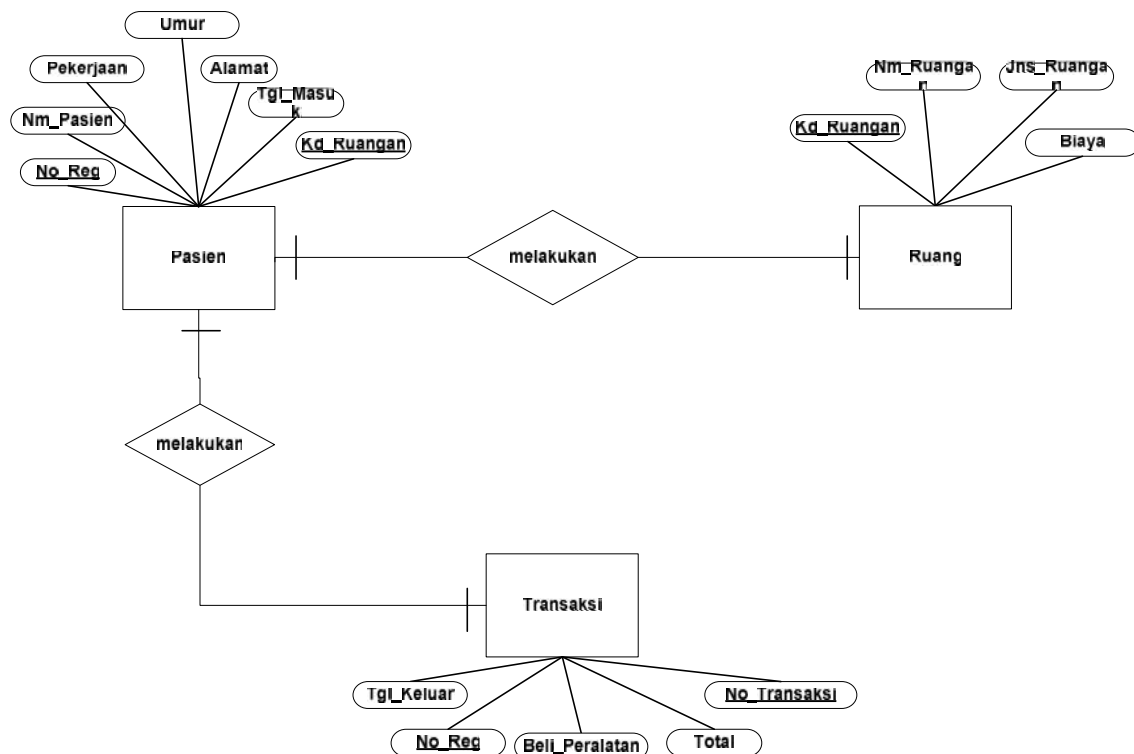 Umur
Pekerjaan
Alamat
Nm_Ruanga
n
Jns_Ruanga
n
Tgl_Masu
k
Nm_Pasien
Kd_Ruangan
Kd_Ruangan
Biaya
No_Reg
Pasien
melakukan
Ruang
melakukan
Transaksi
Tgl_Keluar
No_Transaksi
No_Reg
Beli_Peralatan
Total